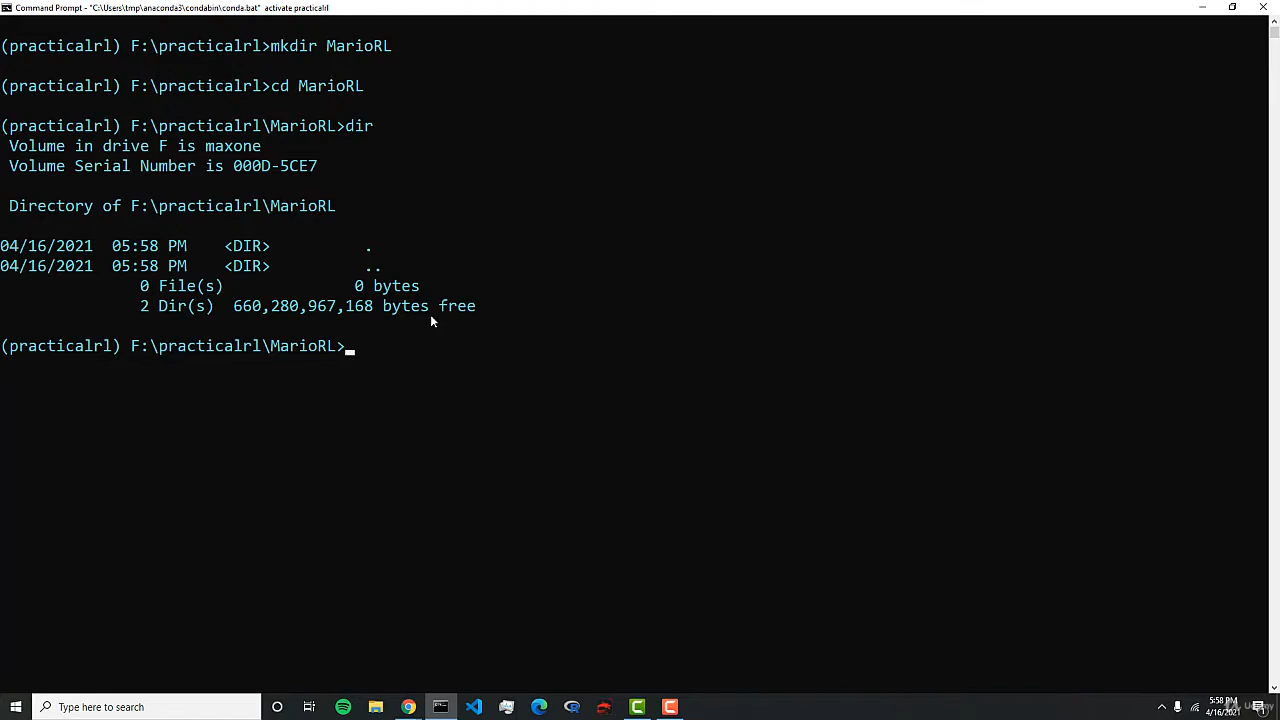 Command Prompt - "C:\Users\tmp\anaconda3\condabin\conda.bat" activate practicalrl
(practicalrl) F:\practicalrl>mkdir MarioRL
(practicalrl) F:\practicalrl>cd MarioRL
(practicalrl) F:\practicalrl\MarioRL>dir
Volume in drive F is maxone
Volume Serial Number is 000D-5CE7
Directory of F:\practicalrl\MarioRL
04/16/2021 05:58 PM <DIR> .
04/16/2021 05:58 PM <DIR> ..
0 File(s) 0 bytes
2 Dir(s) 660,280,967,168 bytes free
(practicalrl) F:\practicalrl\MarioRL>
Type here to search
5:58 PM
4/16/2021
Udemy